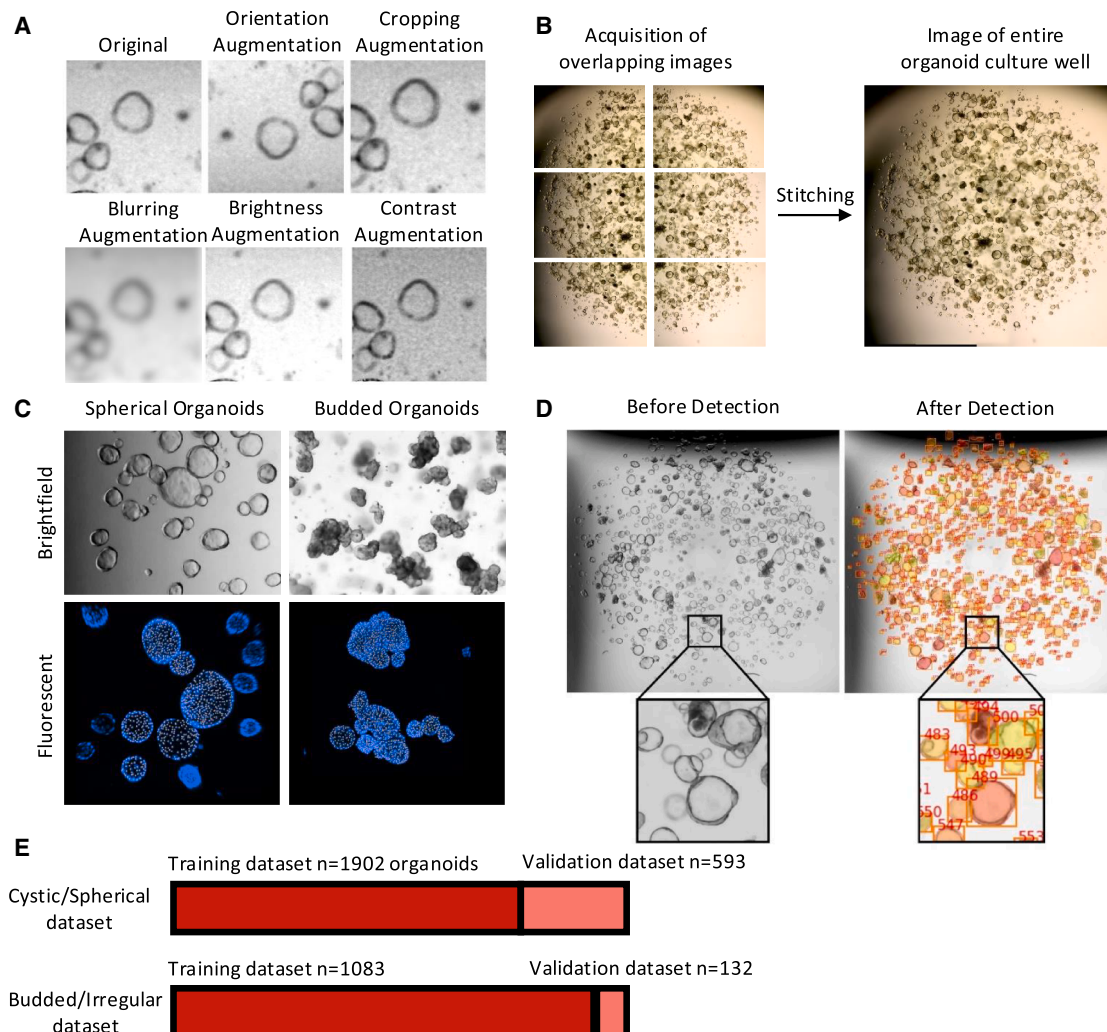 A
Original
Orientation
Augmentation
Cropping
Augmentation
Blurring
Augmentation
Brightness
Augmentation
Contrast
Augmentation
B
Acquisition of
overlapping images
Image of entire
organoid culture well
Stitching
C
Spherical Organoids
Budded Organoids
Brightfield
Fluorescent
D
Before Detection
After Detection
494
500
50
483
493
499
495
490
489
486
550
547
553
E
Training dataset n=1902 organoids
Validation dataset n=593
Cystic/Spherical
dataset
Training dataset n=1083
Validation dataset n=132
Budded/Irregular
dataset